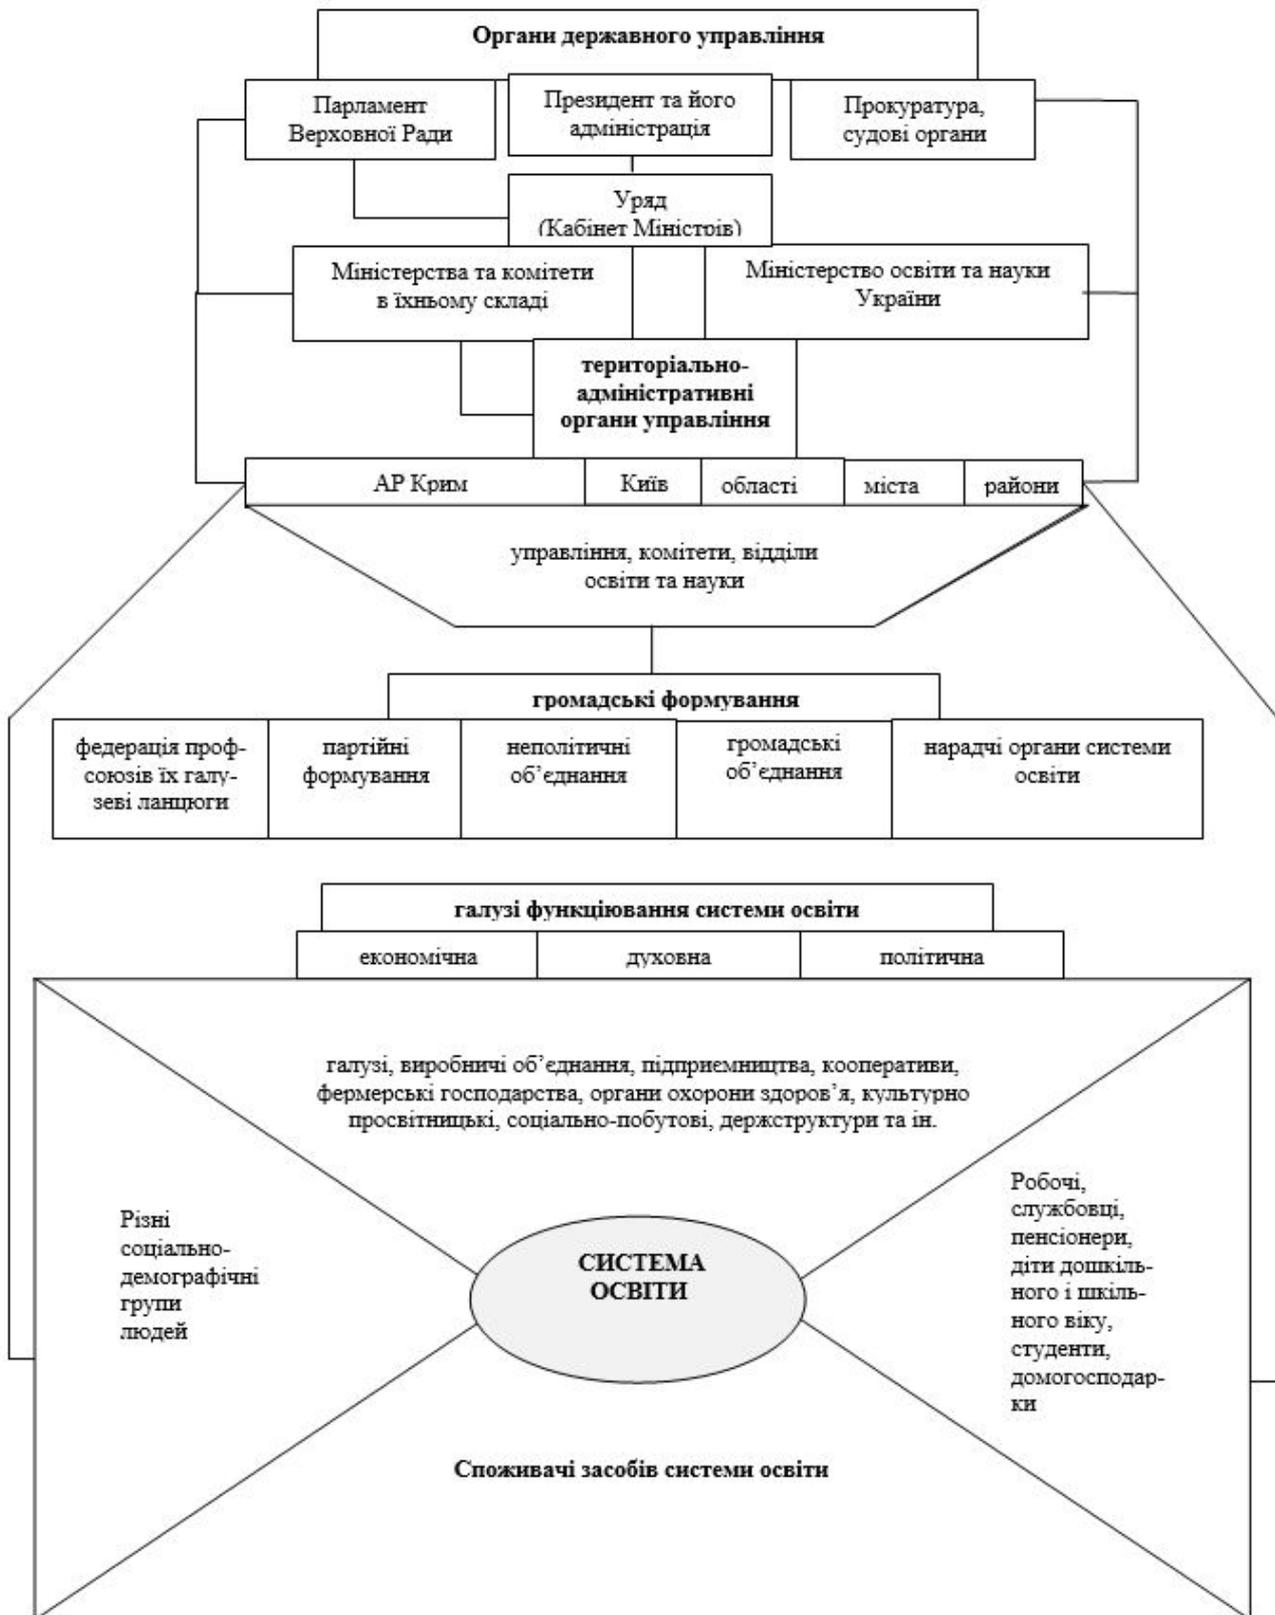 Органи державного управління
Парламент
Верховної Ради
Президент та його
адміністрація
Прокуратура,
судові органи
Уряд
(Кабінет Міністрів)
Міністерства та комітети
в їхньому складі
Міністерство освіти та науки
України
територіально-
адміністративні
органи управління
АР Крим
Київ
області
міста
райони
управління, комітети, відділи
освіти та науки
громадські формування
федерація проф-
союзів їх галу-
зеві ланцюги
партійні
формування
неполітичні
об’єднання
громадські
об’єднання
нарадчі органи системи
освіти
галузі функціювання системи освіти
економічна
духовна
політична
галузі, виробничі об’єднання, підприємництва, кооперативи,
фермерські господарства, органи охорони здоров’я, культурно
просвітницькі, соціально-побутові, держструктури та ін.
Різні
соціально-
демографічні
групи
людей
СИСТЕМА
ОСВІТИ
Робочі,
службовці,
пенсіонери,
діти дошкіль-
ного і шкіль-
ного віку,
студенти,
домогосподар-
ки
Споживачі засобів системи освіти